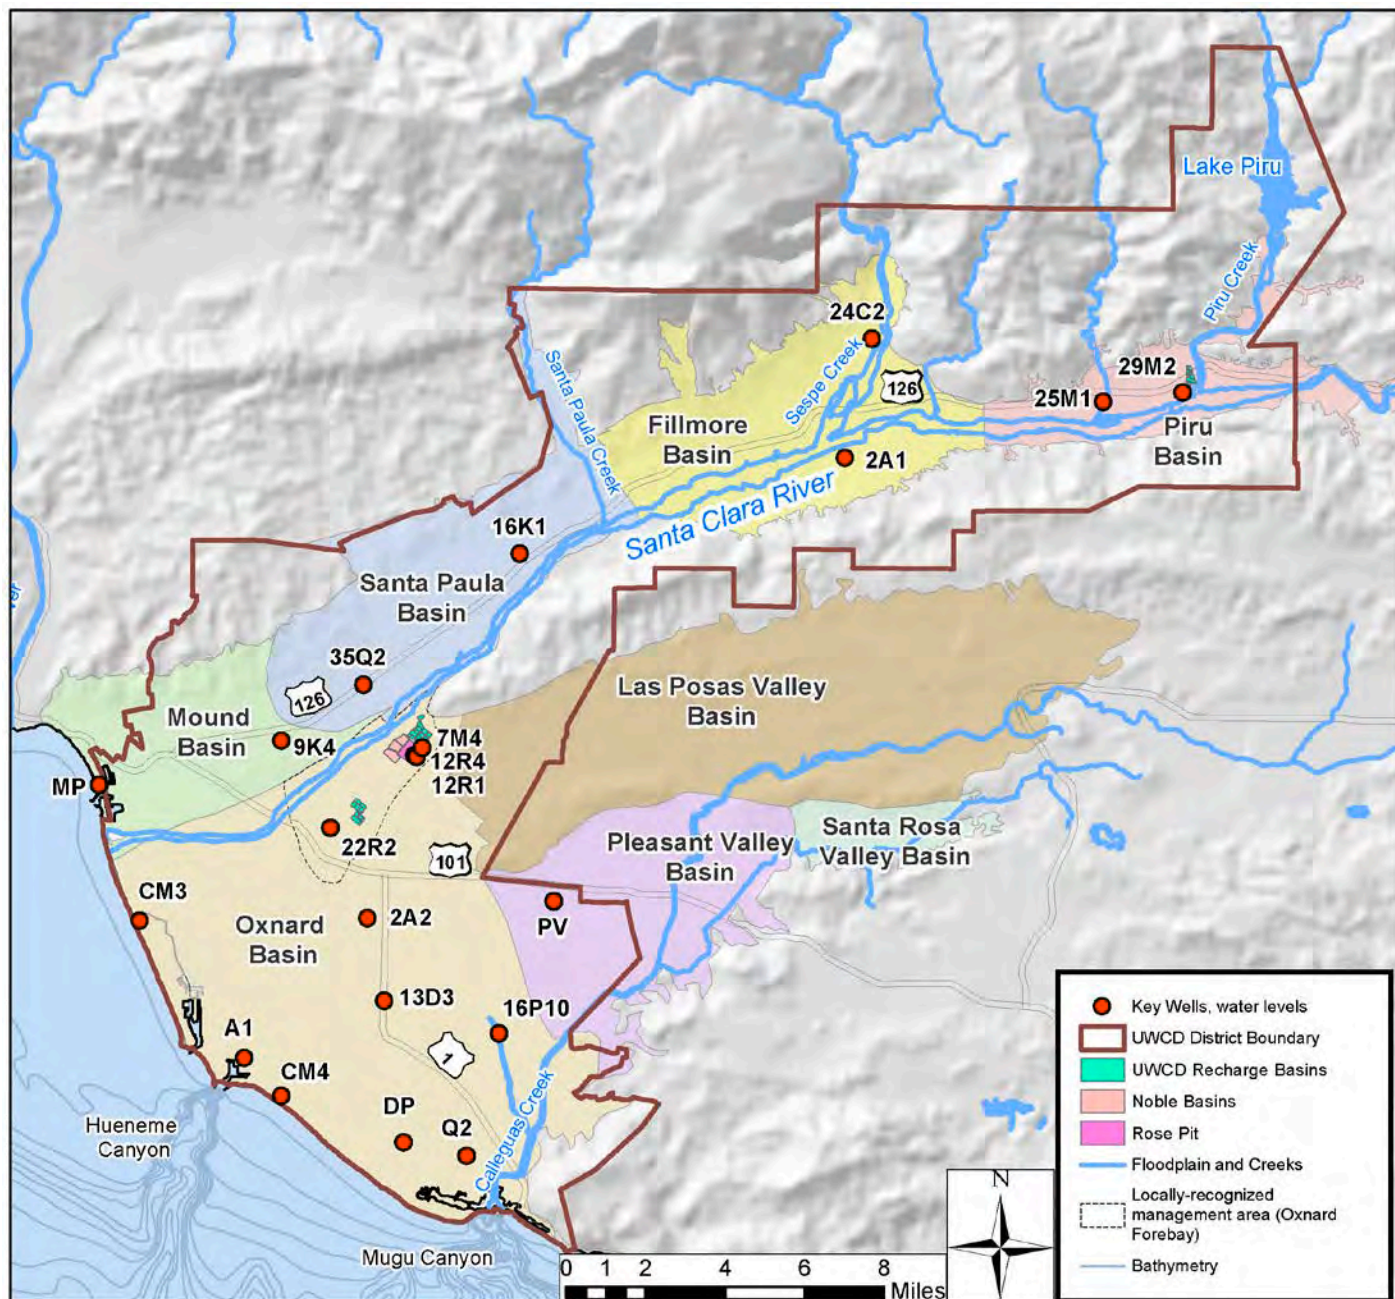 Lake Piru
Piru Creek
24C2
Sespe Creek
126
29M2
25M1
Santa Paula Creek
Fillmore
Basin
Piru
Basin
2A1
Santa Clara River
16K1
Santa Paula
Basin
35Q2
126
Las Posas Valley
Basin
Mound
Basin
9K4
7M4
12R4
12R1
MP
22R2
101
Pleasant Valley
Basin
Santa Rosa
Valley Basin
CM3
2A2
PV
Oxnard
Basin
13D3
16P10
A1
1
CM4
DP
Q2
Calleguas Creek
Hueneme
Canyon
Mugu Canyon
Key Wells, water levels
UWCD District Boundary
UWCD Recharge Basins
Noble Basins
Rose Pit
Floodplain and Creeks
Locally-recognized
management area (Oxnard
Forebay)
Bathymetry
N
0 1 2 4 6 8
Miles